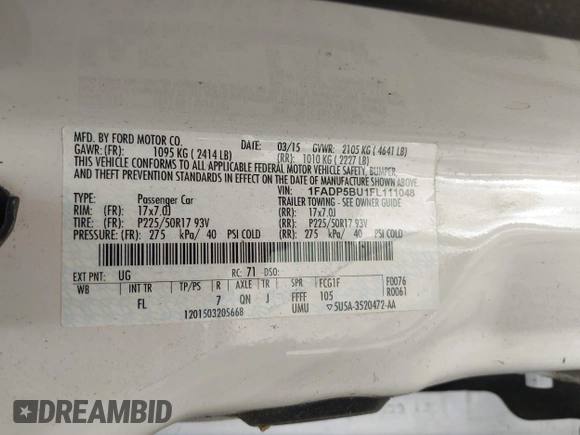 MFD. BY FORD MOTOR CO.
DATE: 03/15 GVWR: 2105 KG ( 4641 LB)
GAWR: (FR): 1095 KG ( 2414 LB) (RR): 1010 KG ( 2227 LB)
THIS VEHICLE CONFORMS TO ALL APPLICABLE FEDERAL MOTOR VEHICLE SAFETY, BUMPER,
AND THEFT PREVENTION STANDARDS IN EFFECT ON THE DATE OF MANUFACTURE SHOWN ABOVE.
VIN: 1FADP5BU1FL111048
TYPE: Passenger Car TRAILER TOWING - SEE OWNER GUIDE
RIM: (FR): 17x7.0J (RR): 17x7.0J
TIRE: (FR): P225/50R17 93V (RR): P225/50R17 93V
PRESSURE: (FR): 275 kPa/ 40 PSI COLD (RR): 275 kPa/ 40 PSI COLD
EXT PNT: UG RC: 71 DSO:
WB INT TR TP/PS R AXLE TR SPR FCG1F F0076
FL 7 QN J FFFF 105 R0061
1201503205668 UMU ▽5U5A-3520472-AA
DREAMBID